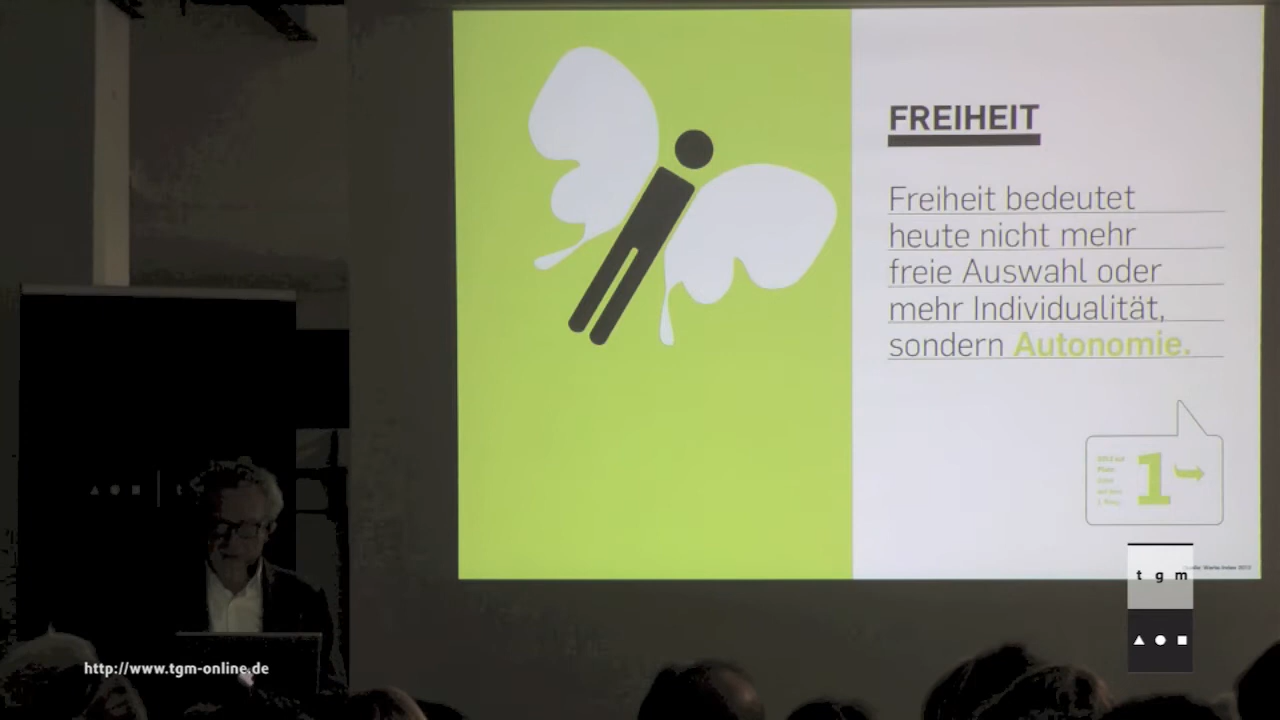 FREIHEIT
Freiheit bedeutet
heute nicht mehr
freie Auswahl oder
mehr Individualität,
sondern Autonomie.
1
t g m
t
http://www.tgm-online.de